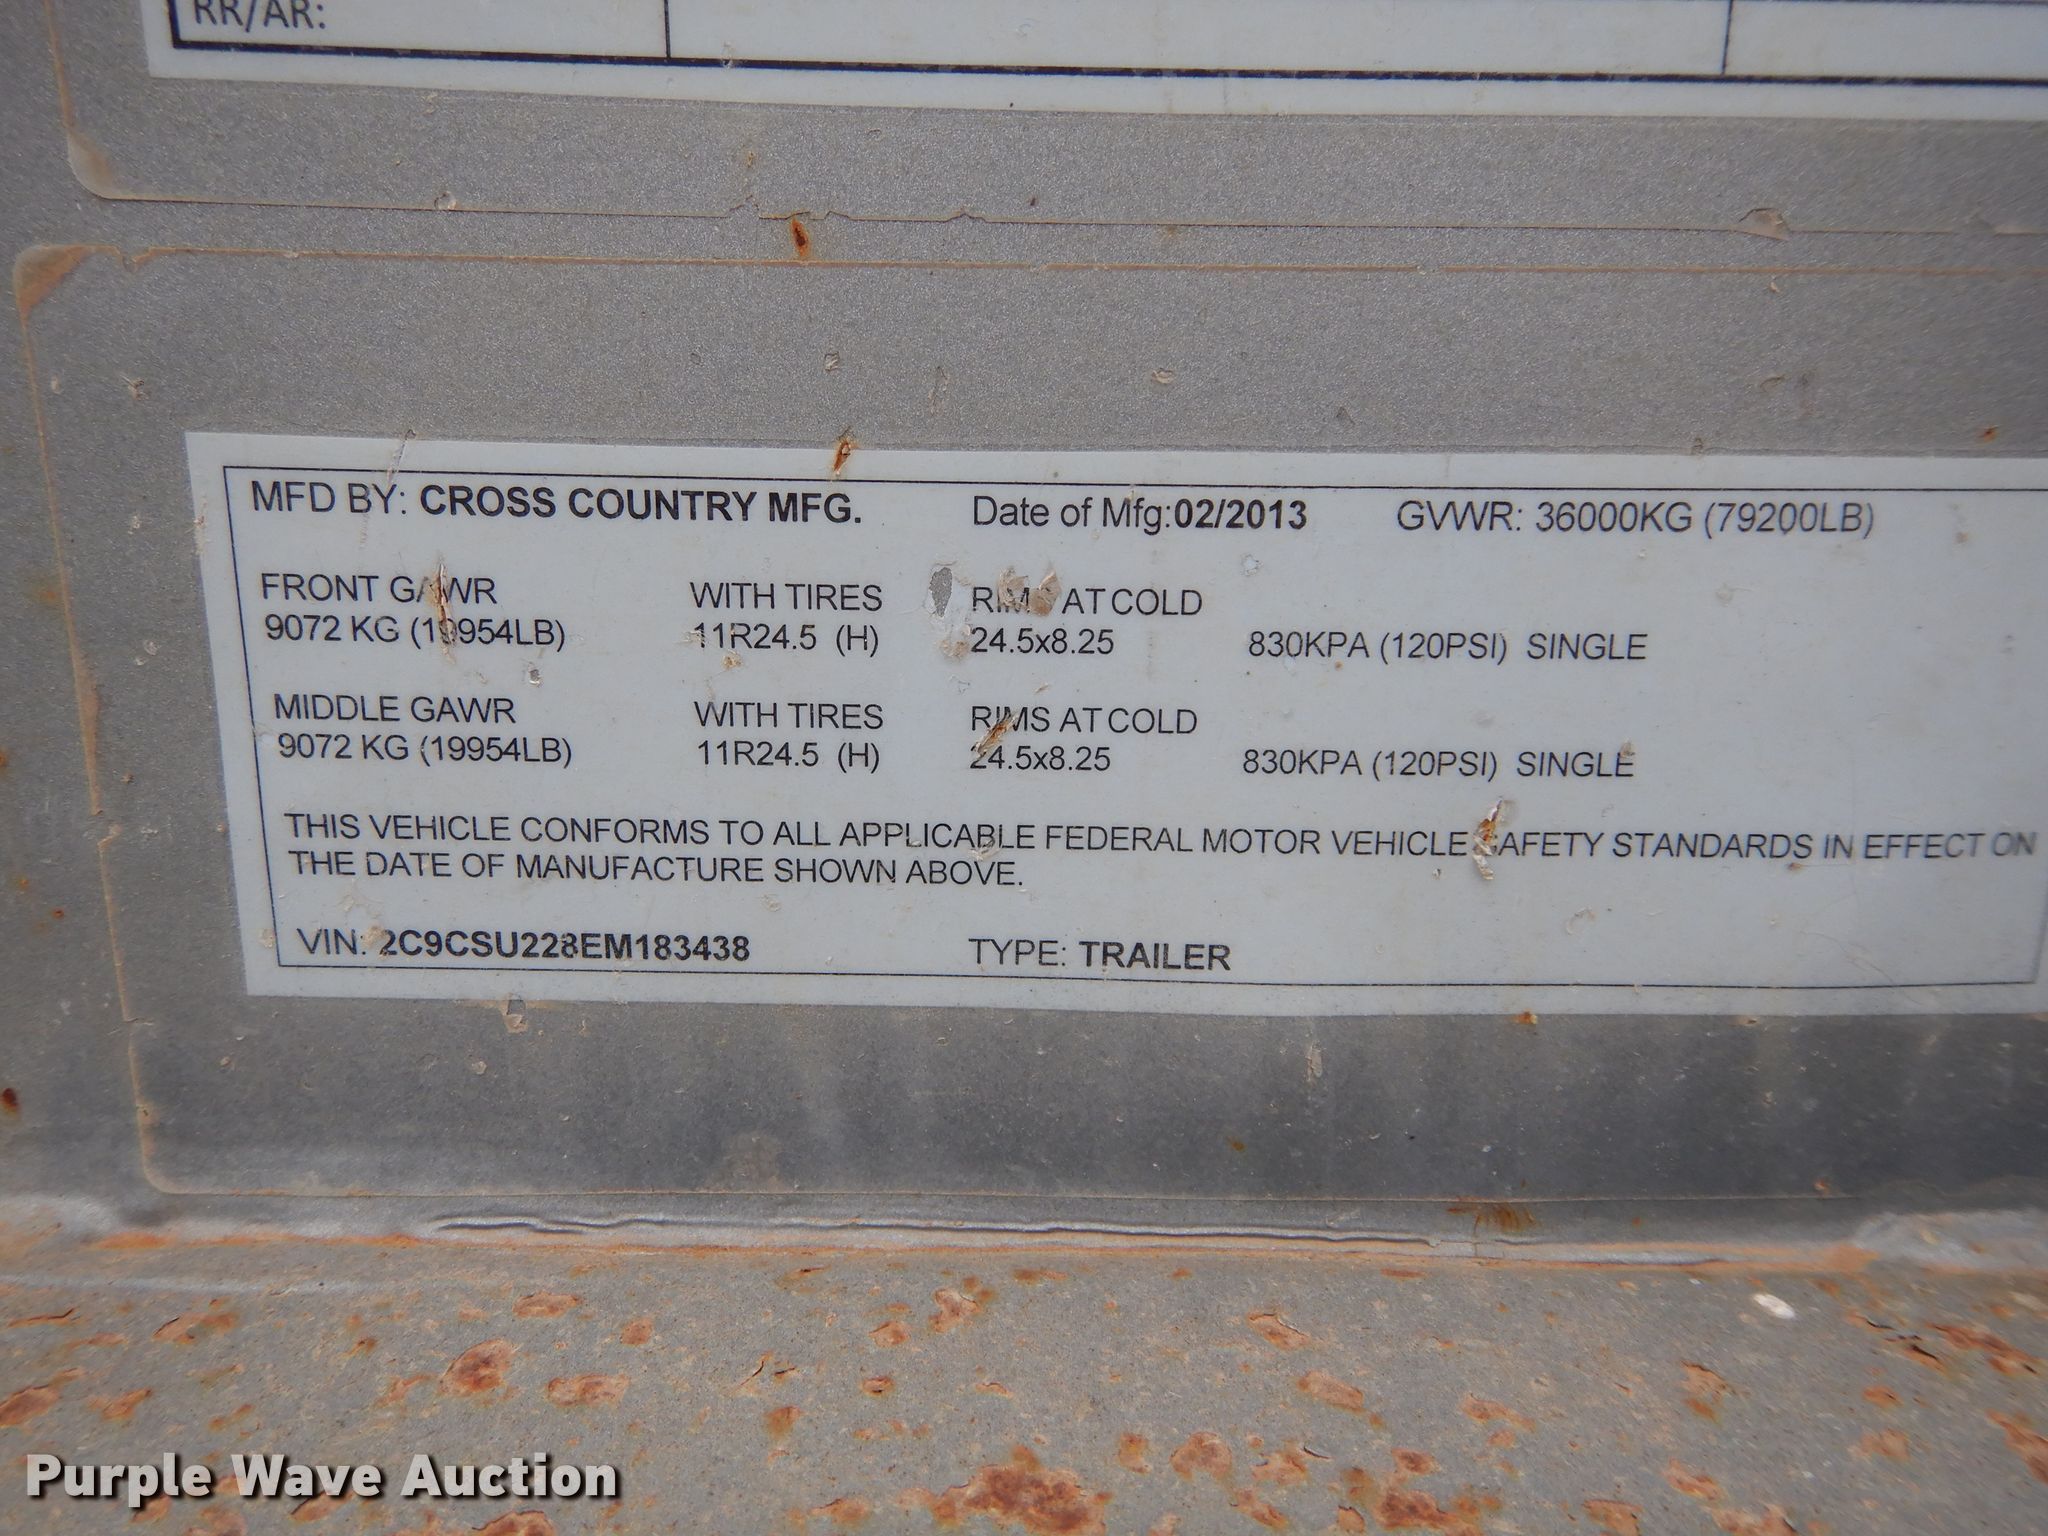 RR/AR:
MFD BY: CROSS COUNTRY MFG. Date of Mfg:02/2013 GVWR: 36000KG (79200LB)
FRONT GAWR WITH TIRES RIMS AT COLD
9072 KG (19954LB) 11R24.5 (H) 24.5x8.25 830KPA (120PSI) SINGLE
MIDDLE GAWR WITH TIRES RIMS AT COLD
9072 KG (19954LB) 11R24.5 (H) 24.5x8.25 830KPA (120PSI) SINGLE
THIS VEHICLE CONFORMS TO ALL APPLICABLE FEDERAL MOTOR VEHICLE SAFETY STANDARDS IN EFFECT ON
THE DATE OF MANUFACTURE SHOWN ABOVE.
VIN: 2C9CSU228EM183438 TYPE: TRAILER
Purple Wave Auction